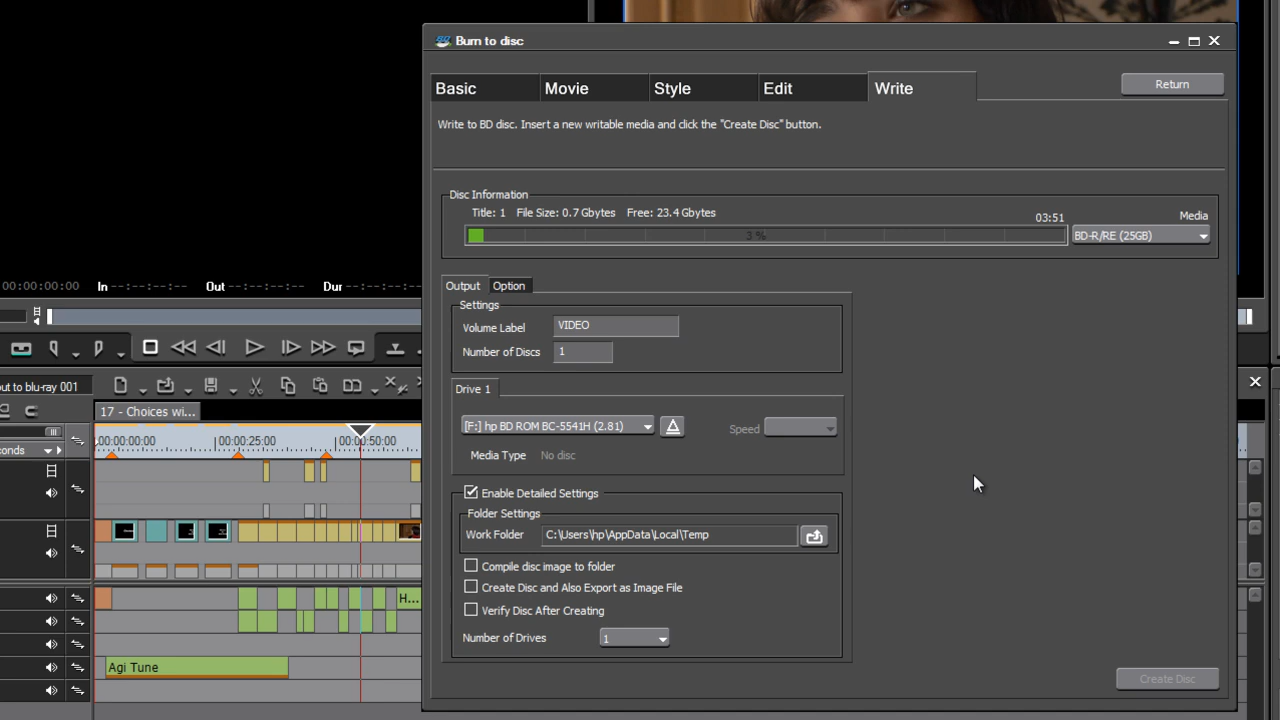 Burn to disc
Basic
Movie
Style
Edit
Write
Return
Write to BD disc. Insert a new writable media and click the "Create Disc" button.
Disc Information
Title: 1 File Size: 0.7 Gbytes Free: 23.4 Gbytes
03:51
Media
3 %
BD-R/RE (25GB)
00:00:00:00 In --:--:--:-- Out --:--:--:-- Dur --:--:--:--
Output
Option
Settings
Volume Label
VIDEO
Number of Discs
1
Drive 1
[F:] hp BD ROM BC-5541H (2.81)
Speed
Media Type No disc
Enable Detailed Settings
Folder Settings
Work Folder
C:\Users\hp\AppData\Local\Temp
Compile disc image to folder
Create Disc and Also Export as Image File
Verify Disc After Creating
Number of Drives
1
Create Disc
out to blu-ray 001
17 - Choices wi...
00:00:00:00
00:00:25:00
00:00:50:00
conds
H...
Agi Tune